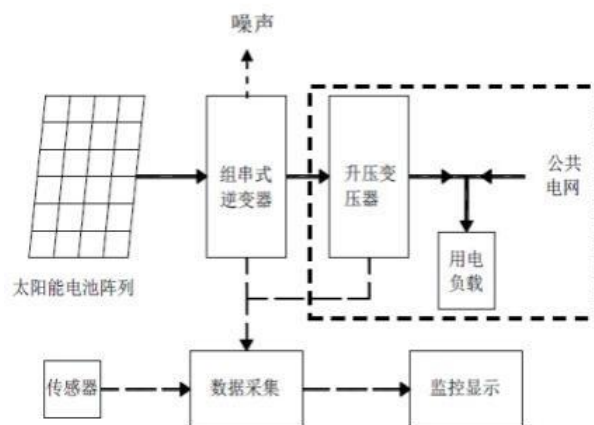 噪声
组串式
逆变器
升压变
压器
公共
电网
用电
负载
太阳能电池阵列
传感器
数据采集
监控显示